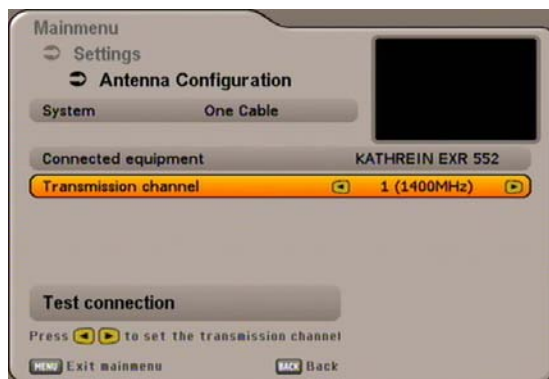 Mainmenu
Settings
Antenna Configuration
System One Cable
Connected equipment KATHREIN EXR 552
Transmission channel 1 (1400MHz)
Test connection
Press to set the transmission channel
MENU Exit mainmenu BACK Back